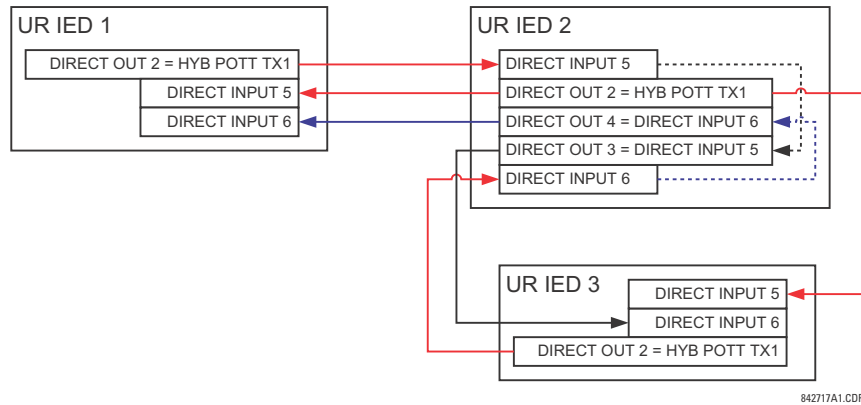 UR IED 1
DIRECT OUT 2 = HYB POTT TX1
DIRECT INPUT 5
DIRECT INPUT 6
UR IED 2
DIRECT INPUT 5
DIRECT OUT 2 = HYB POTT TX1
DIRECT OUT 4 = DIRECT INPUT 6
DIRECT OUT 3 = DIRECT INPUT 5
DIRECT INPUT 6
UR IED 3
DIRECT INPUT 5
DIRECT INPUT 6
DIRECT OUT 2 = HYB POTT TX1
842717A1.CDR